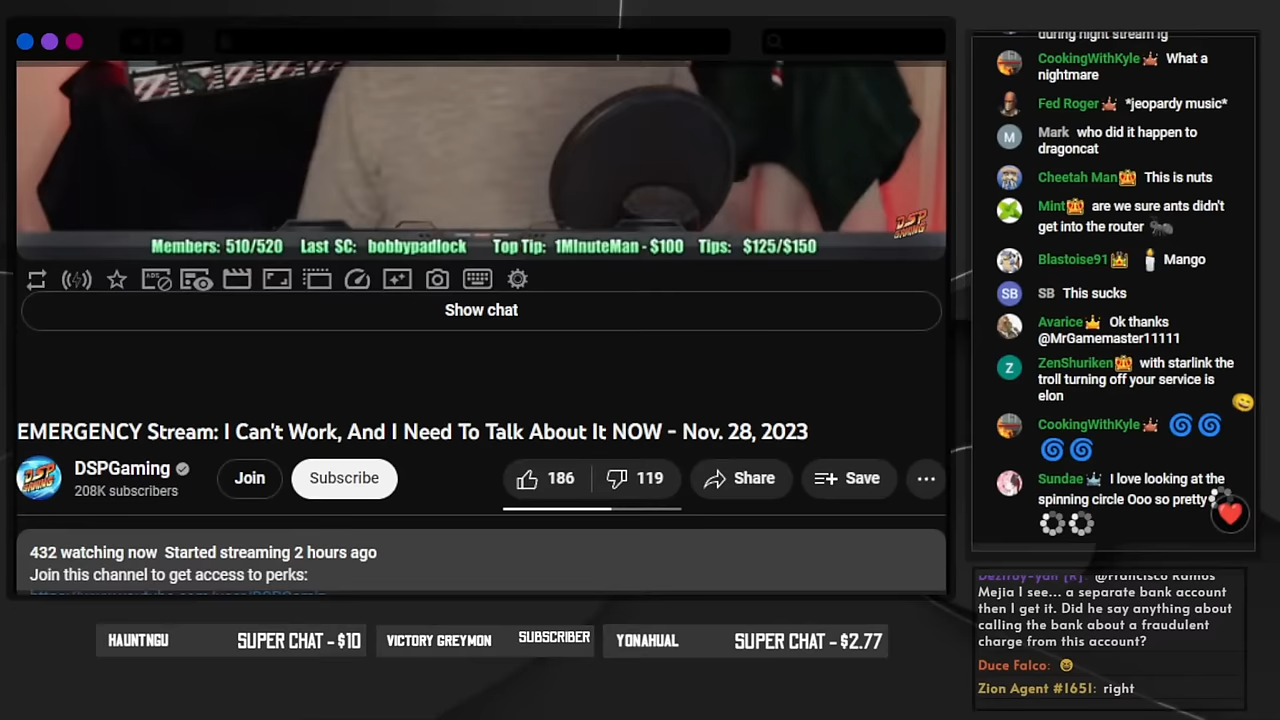 Members: 510/520 Last SC: bobbypadlock Top Tip: 1MInuteMan - $100 Tips: $125/$150
DSP
GAMING
Show chat
EMERGENCY Stream: I Can't Work, And I Need To Talk About It NOW - Nov. 28, 2023
DSP
GAMING
DSPGaming
208K subscribers
Join
Subscribe
186
119
Share
Save
432 watching now Started streaming 2 hours ago
Join this channel to get access to perks:
HAUNTNGU SUPER CHAT - $10
VICTORY GREYMON SUBSCRIBER
YONAHUAL SUPER CHAT - $2.77
during night stream ig
CookingWithKyle What a
nightmare
Fed Roger *jeopardy music*
M
Mark who did it happen to
dragoncat
Cheetah Man This is nuts
Mint are we sure ants didn't
get into the router
Blastoise91 Mango
SB
SB This sucks
Avarice Ok thanks
@MrGamemaster11111
Z
ZenShuriken with starlink the
troll turning off your service is
elon
CookingWithKyle
Sundae I love looking at the
spinning circle Ooo so pretty
@Francisco Ramos
Mejia I see... a separate bank account
then I get it. Did he say anything about
calling the bank about a fraudulent
charge from this account?
Duce Falco:
Zion Agent #1651: right